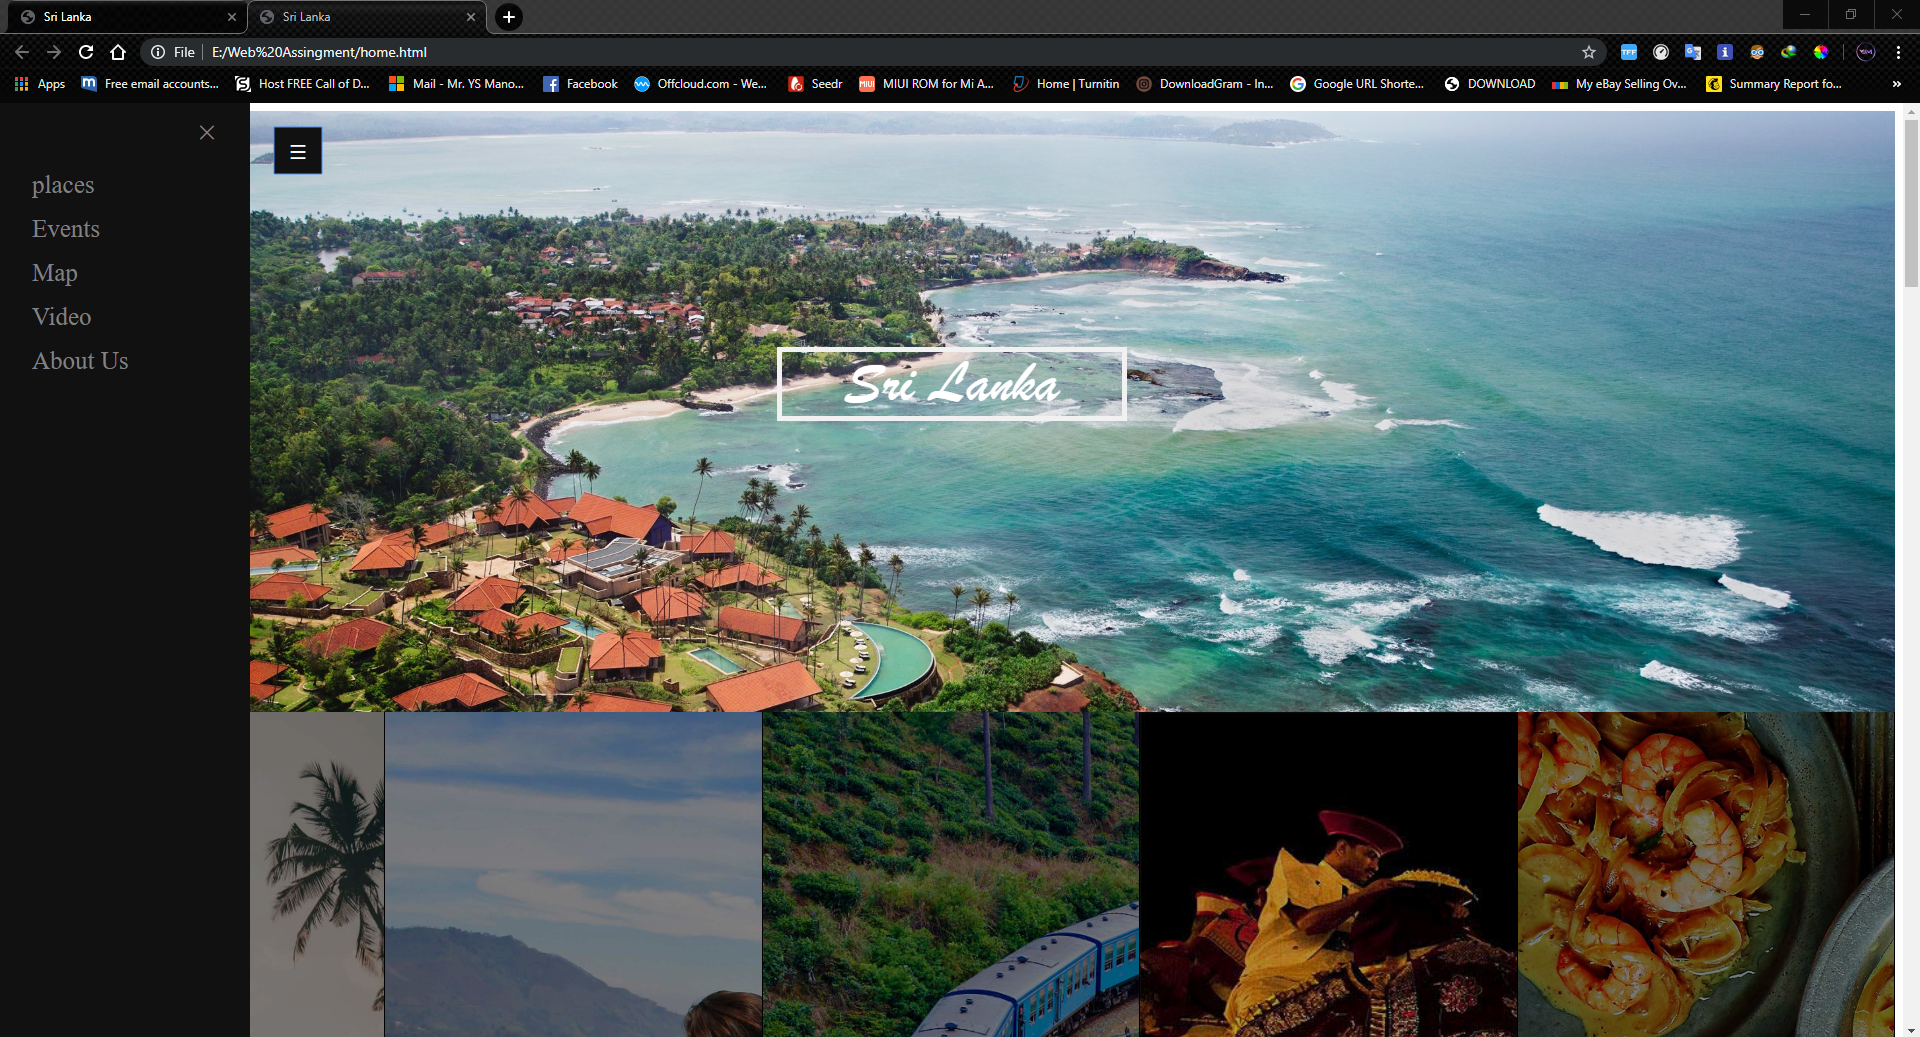 Sri Lanka
Sri Lanka
File E:/Web%20Assingment/home.html
Apps Free email accounts... Host FREE Call of D... Mail - Mr. YS Mano... Facebook Offcloud.com - We... Seedr MIUI ROM for Mi A... Home | Turnitin DownloadGram - In... Google URL Shorte... DOWNLOAD My eBay Selling Ov... Summary Report fo... »
places
Events
Map
Video
About Us
Sri Lanka